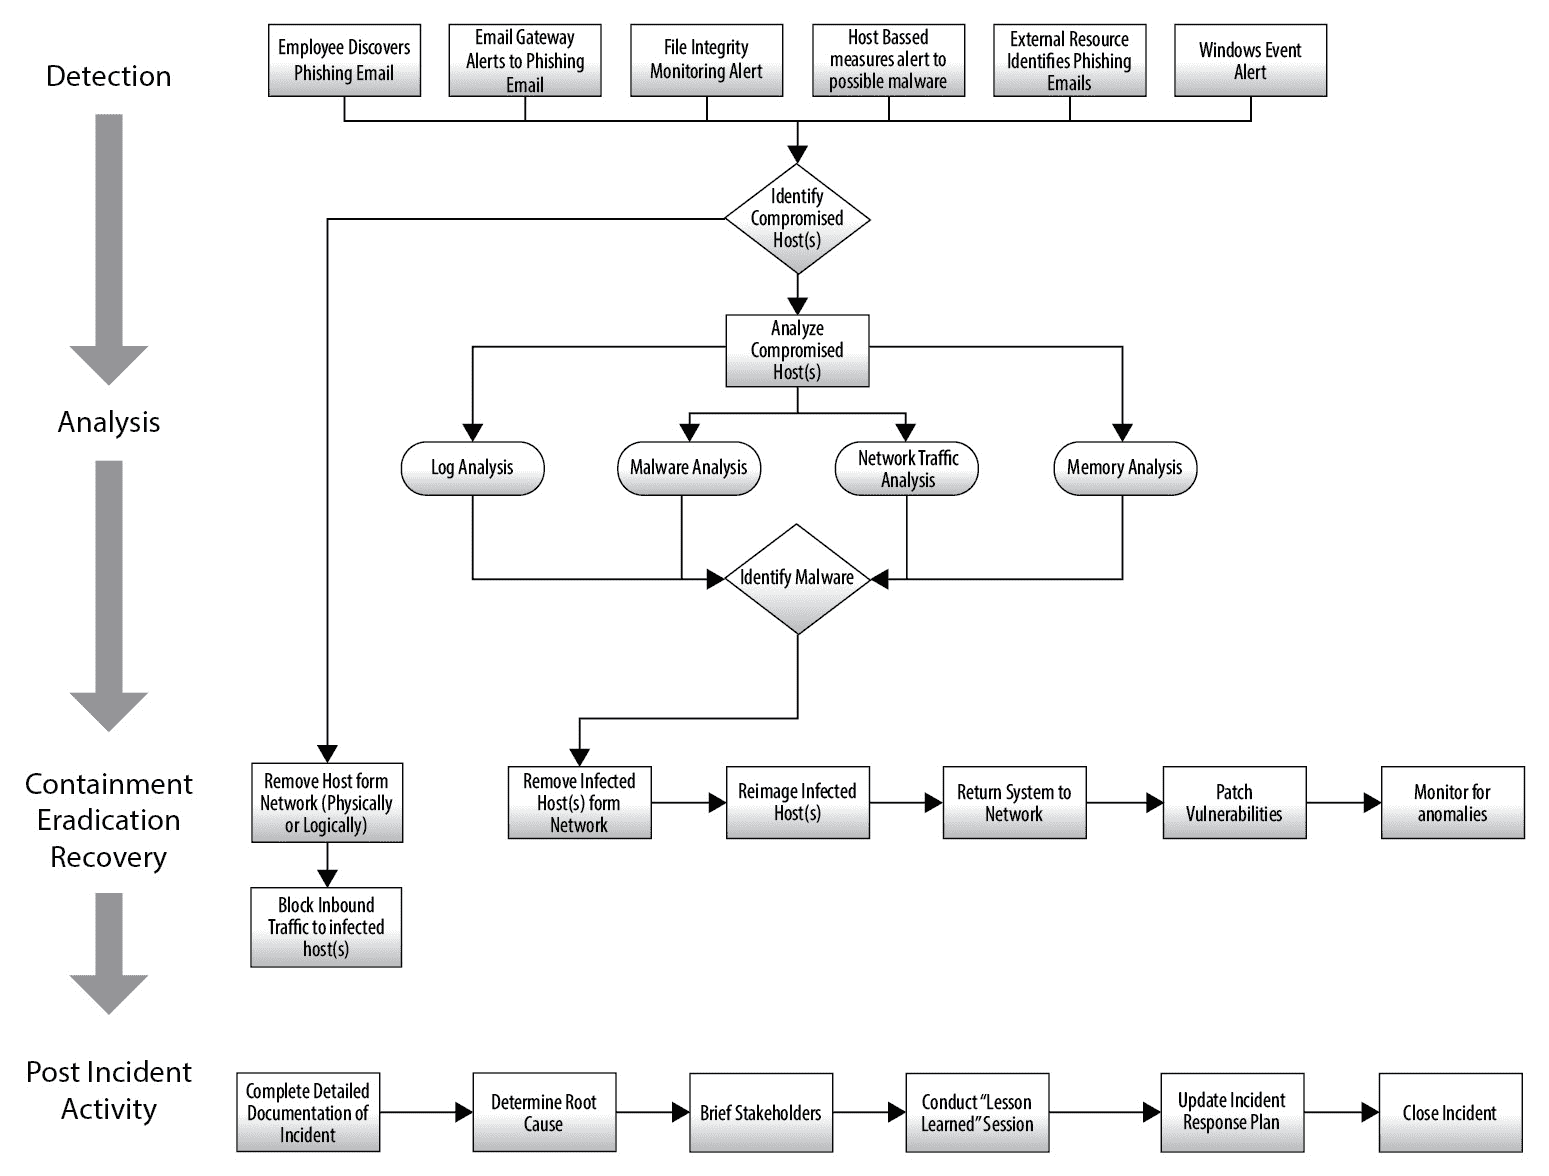 Detection
Employee Discovers
Phishing Email
Email Gateway
Alerts to Phishing
Email
File Integrity
Monitoring Alert
Host Bassed
measures alert to
possible malware
External Resource
Identifies Phishing
Emails
Windows Event
Alert
Identify
Compromised
Host(s)
Analyze
Compromised
Host(s)
Analysis
Log Analysis
Malware Analysis
Network Traffic
Analysis
Memory Analysis
Identify Malware
Containment
Eradication
Recovery
Remove Host form
Network (Physically
or Logically)
Remove Infected
Host(s) form
Network
Reimage Infected
Host(s)
Return System to
Network
Patch
Vulnerabilities
Monitor for
anomalies
Block Inbound
Traffic to infected
host(s)
Post Incident
Activity
Complete Detailed
Documentation of
Incident
Determine Root
Cause
Brief Stakeholders
Conduct “Lesson
Learned” Session
Update Incident
Response Plan
Close Incident